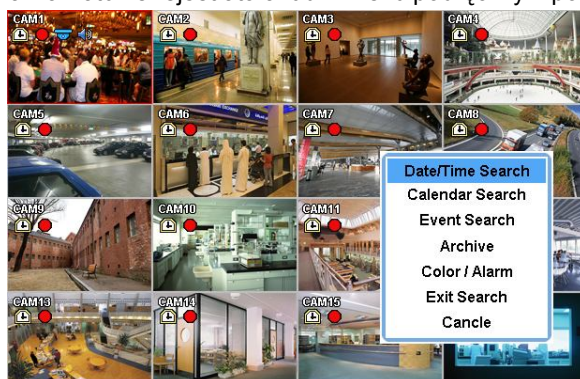 CAM1
CAM2
CAM3
CAM4
CAM5
CAM6
CAM7
CAM8
Date/Time Search
Calendar Search
Event Search
Archive
Color / Alarm
Exit Search
Cancle
CAM9
CAM10
CAM11
CAM13
CAM14
CAM15